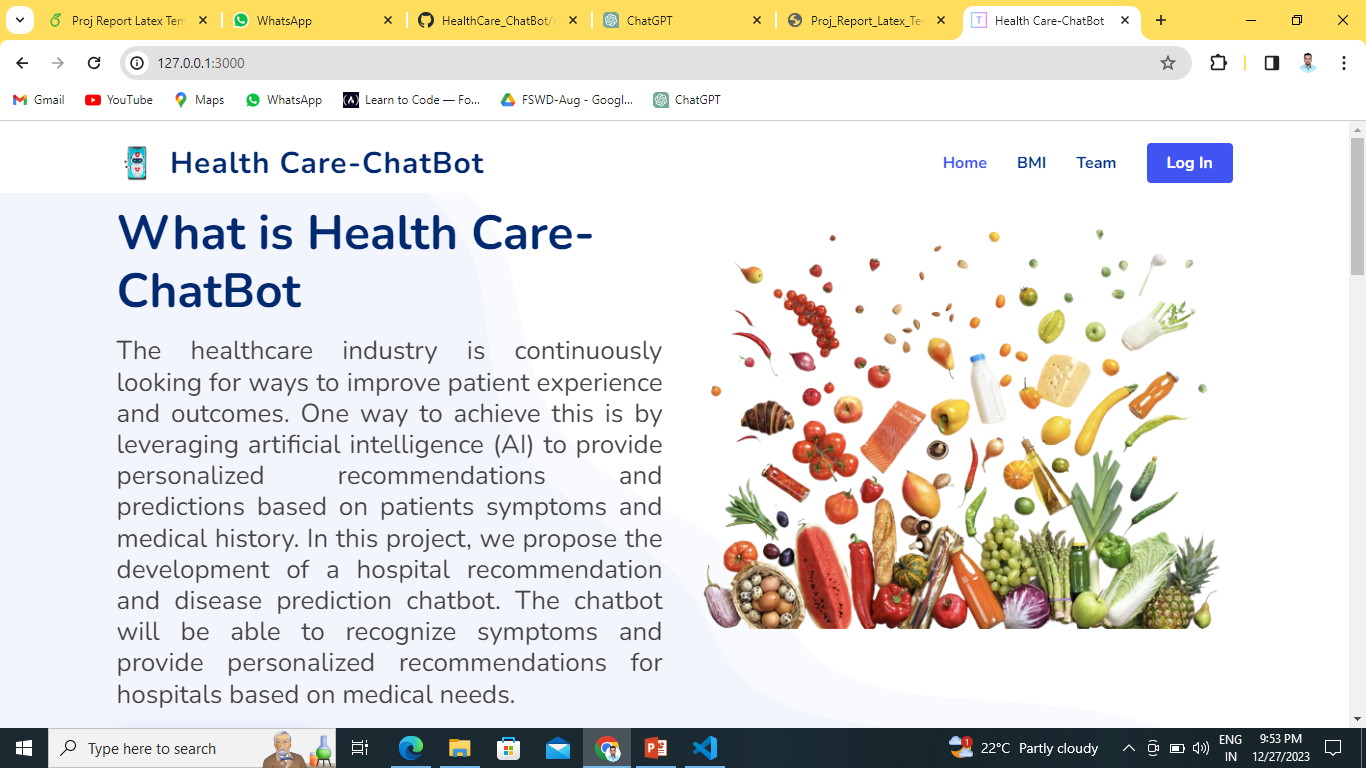 Proj Report Latex Tem
WhatsApp
HealthCare_ChatBot/r
ChatGPT
Proj_Report_Latex_Te
Health Care-ChatBot
127.0.0.1:3000
Gmail
YouTube
Maps
WhatsApp
Learn to Code — Fo...
FSWD-Aug - Googl...
ChatGPT
Health Care-ChatBot
Home
BMI
Team
Log In
What is Health Care-
ChatBot
The healthcare industry is continuously
looking for ways to improve patient experience
and outcomes. One way to achieve this is by
leveraging artificial intelligence (AI) to provide
personalized recommendations and
predictions based on patients symptoms and
medical history. In this project, we propose the
development of a hospital recommendation
and disease prediction chatbot. The chatbot
will be able to recognize symptoms and
provide personalized recommendations for
hospitals based on medical needs.
Type here to search
1
22°C Partly cloudy
ENG
IN
9:53 PM
12/27/2023